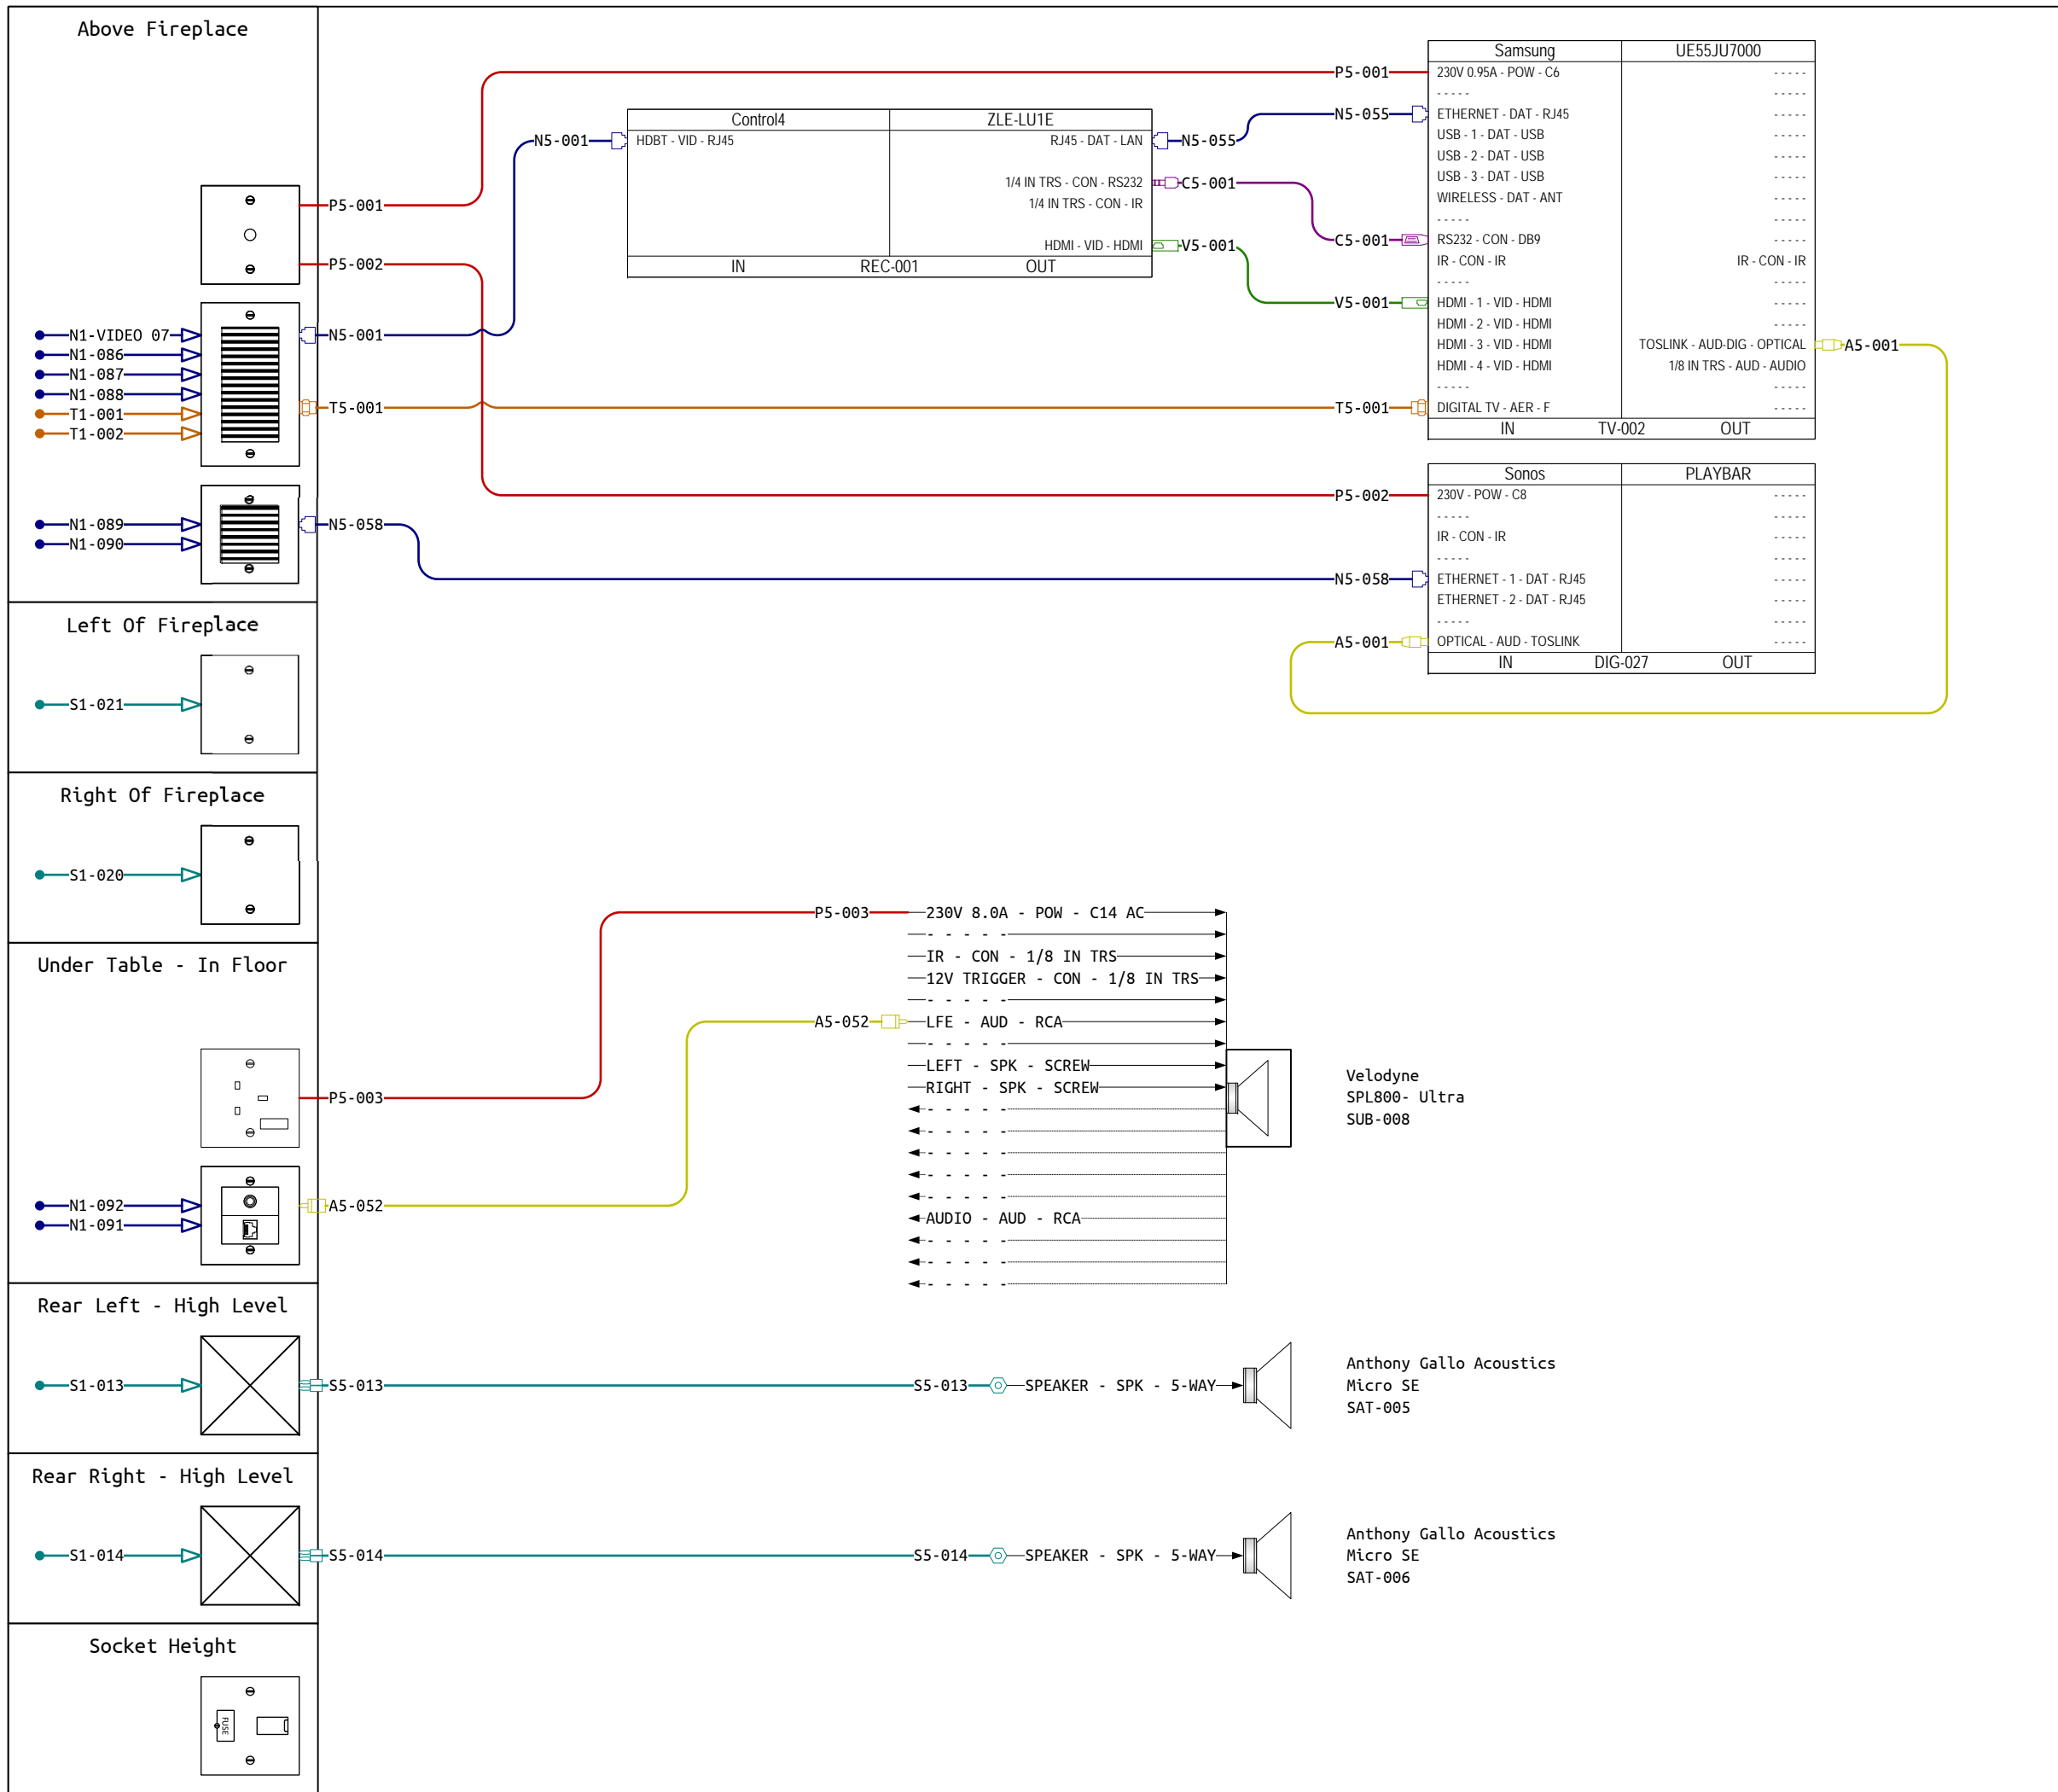 Above Fireplace
P5-001
P5-002
N1-VIDEO 07
N1-086
N1-087
N1-088
T1-001
T1-002
N5-001
T5-001
N1-089
N1-090
N5-058
Left Of Fireplace
S1-021
Right Of Fireplace
S1-020
Under Table - In Floor
P5-003
N1-092
N1-091
A5-052
Rear Left - High Level
S1-013
S5-013
Rear Right - High Level
S1-014
S5-014
Socket Height
FUSE
N5-001
Control4 ZLE-LU1E
HDBT - VID - RJ45 RJ45 - DAT - LAN
1/4 IN TRS - CON - RS232
1/4 IN TRS - CON - IR
HDMI - VID - HDMI
IN REC-001 OUT
N5-055
C5-001
V5-001
P5-001
N5-055
C5-001
V5-001
T5-001
Samsung UE55JU7000
230V 0.95A - POW - C6 - - - - -
- - - - - - - - - -
ETHERNET - DAT - RJ45 - - - - -
USB - 1 - DAT - USB - - - - -
USB - 2 - DAT - USB - - - - -
USB - 3 - DAT - USB - - - - -
WIRELESS - DAT - ANT - - - - -
- - - - - - - - - -
RS232 - CON - DB9 - - - - -
IR - CON - IR IR - CON - IR
- - - - - - - - - -
HDMI - 1 - VID - HDMI - - - - -
HDMI - 2 - VID - HDMI - - - - -
HDMI - 3 - VID - HDMI TOSLINK - AUD-DIG - OPTICAL
HDMI - 4 - VID - HDMI 1/8 IN TRS - AUD - AUDIO
- - - - - - - - - -
DIGITAL TV - AER - F - - - - -
IN TV-002 OUT
A5-001
P5-002
N5-058
A5-001
Sonos PLAYBAR
230V - POW - C8 - - - - -
- - - - - - - - - -
IR - CON - IR - - - - -
- - - - - - - - - -
ETHERNET - 1 - DAT - RJ45 - - - - -
ETHERNET - 2 - DAT - RJ45 - - - - -
- - - - - - - - - -
OPTICAL - AUD - TOSLINK - - - - -
IN DIG-027 OUT
P5-003 230V 8.0A - POW - C14 AC
- - - - -
IR - CON - 1/8 IN TRS
12V TRIGGER - CON - 1/8 IN TRS
- - - - -
A5-052 LFE - AUD - RCA
- - - - -
LEFT - SPK - SCREW
RIGHT - SPK - SCREW
- - - - -
- - - - -
- - - - -
- - - - -
- - - - -
AUDIO - AUD - RCA
- - - - -
- - - - -
- - - - -
Velodyne
SPL800- Ultra
SUB-008
S5-013 SPEAKER - SPK - 5-WAY
Anthony Gallo Acoustics
Micro SE
SAT-005
S5-014 SPEAKER - SPK - 5-WAY
Anthony Gallo Acoustics
Micro SE
SAT-006